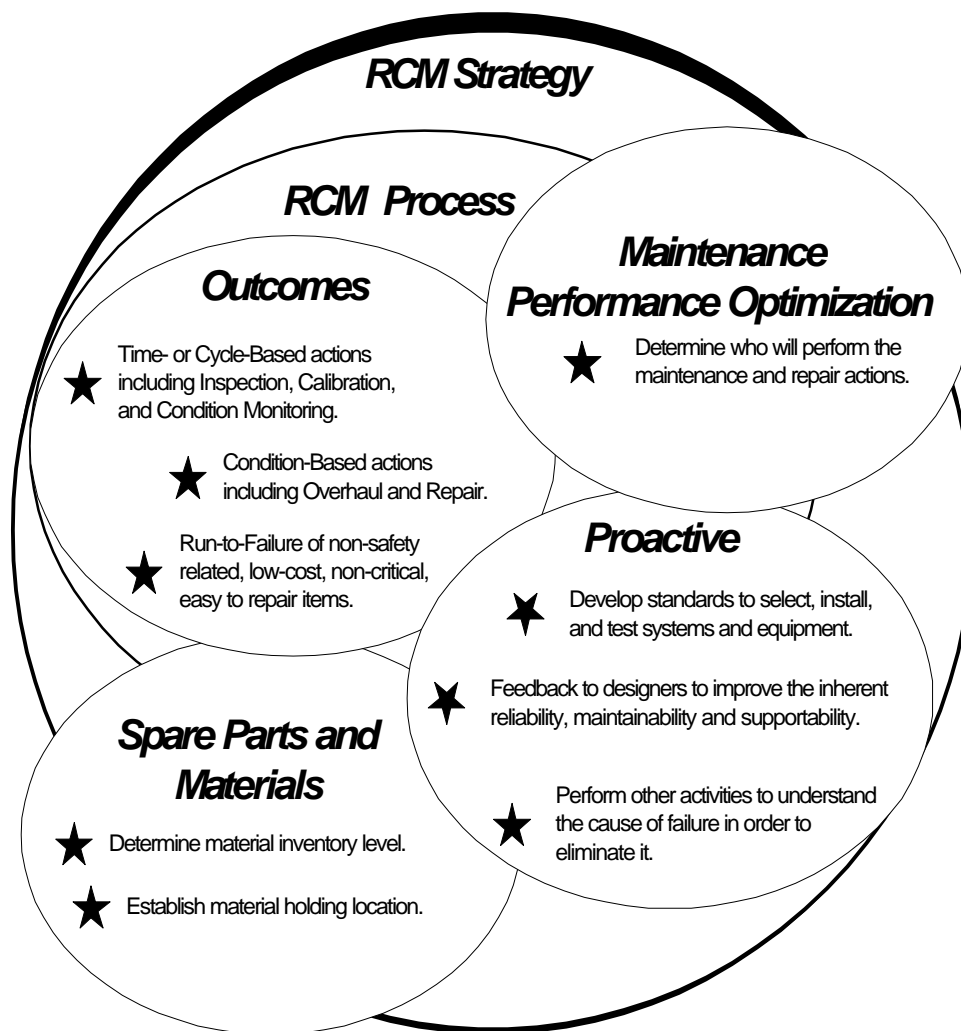 RCM Strategy
RCM Process
Outcomes
Time- or Cycle-Based actions
including Inspection, Calibration,
and Condition Monitoring.
Condition-Based actions
including Overhaul and Repair.
Run-to-Failure of non-safety
related, low-cost, non-critical,
easy to repair items.
Maintenance
Performance Optimization
Determine who will perform the
maintenance and repair actions.
Proactive
Develop standards to select, install,
and test systems and equipment.
Feedback to designers to improve the inherent
reliability, maintainability and supportability.
Perform other activities to understand
the cause of failure in order to
eliminate it.
Spare Parts and
Materials
Determine material inventory level.
Establish material holding location.